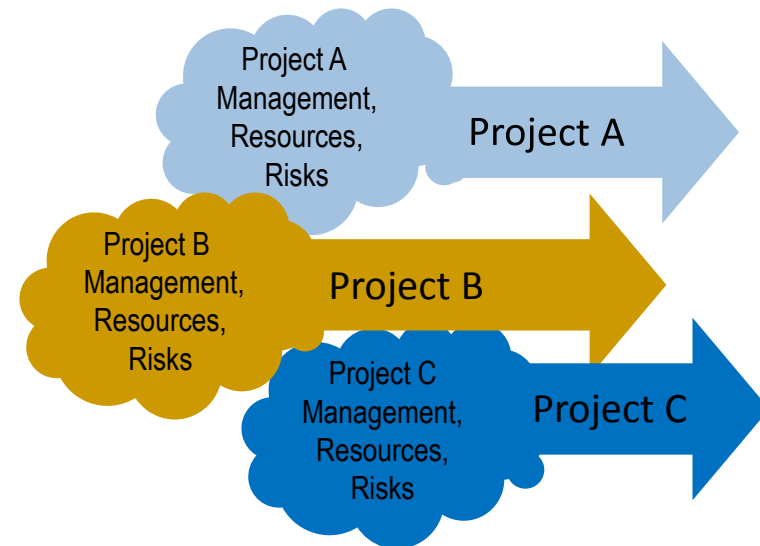 Project A
Management,
Resources,
Risks
Project A
Project B
Management,
Resources,
Risks
Project B
Project C
Management,
Resources,
Risks
Project C